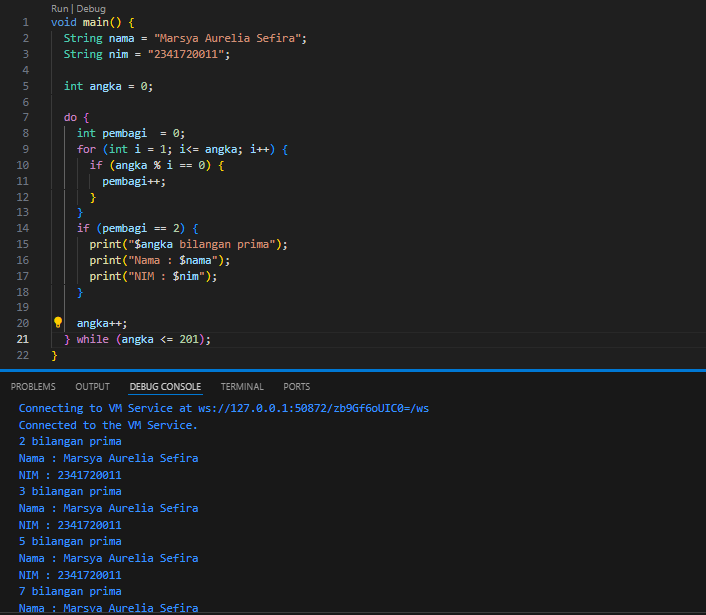 Run | Debug
1 void main() {
2 String nama = "Marsya Aurelia Sefira";
3 String nim = "2341720011";
4
5 int angka = 0;
6
7 do {
8 int pembagi  = 0;
9 for (int i = 1; i<= angka; i++) {
10 if (angka % i == 0) {
11 pembagi++;
12 }
13 }
14 if (pembagi == 2) {
15 print("$angka bilangan prima");
16 print("Nama : $nama");
17 print("NIM : $nim");
18 }
19
20 angka++;
21 } while (angka <= 201);
22 }
PROBLEMS OUTPUT DEBUG CONSOLE TERMINAL PORTS
Connecting to VM Service at ws://127.0.0.1:50872/zb9Gf6oUIC0=/ws
Connected to the VM Service.
2 bilangan prima
Nama : Marsya Aurelia Sefira
NIM : 2341720011
3 bilangan prima
Nama : Marsya Aurelia Sefira
NIM : 2341720011
5 bilangan prima
Nama : Marsya Aurelia Sefira
NIM : 2341720011
7 bilangan prima
Nama : Marsya Aurelia Sefira